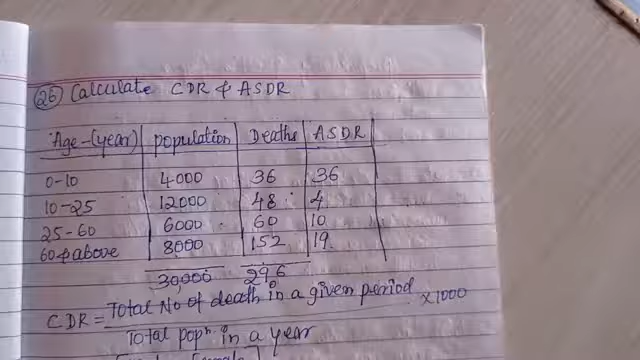 26 Calculate CDR & ASDR
Age-(year) population Deaths ASDR
0-10 4000 36 36
10-25 12000 48 4
25-60 6000 60 10
60 & above 8000 152 19
30,000 296
CDR = Total No of death in a given period x1000
Total popn in a year